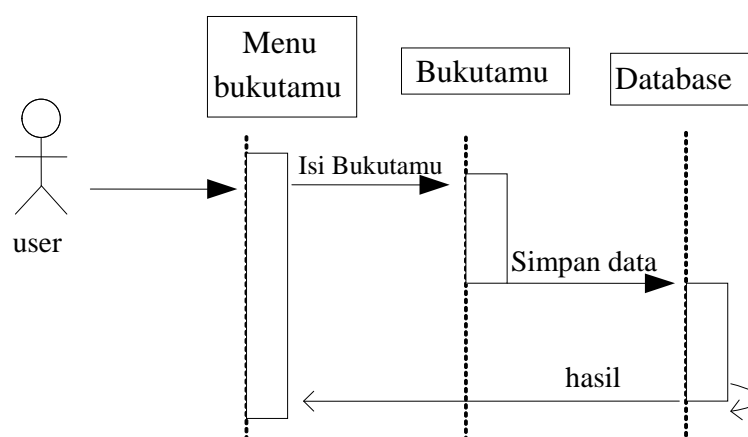 Menu
bukutamu
Bukutamu
Database
Isi Bukutamu
user
Simpan data
hasil